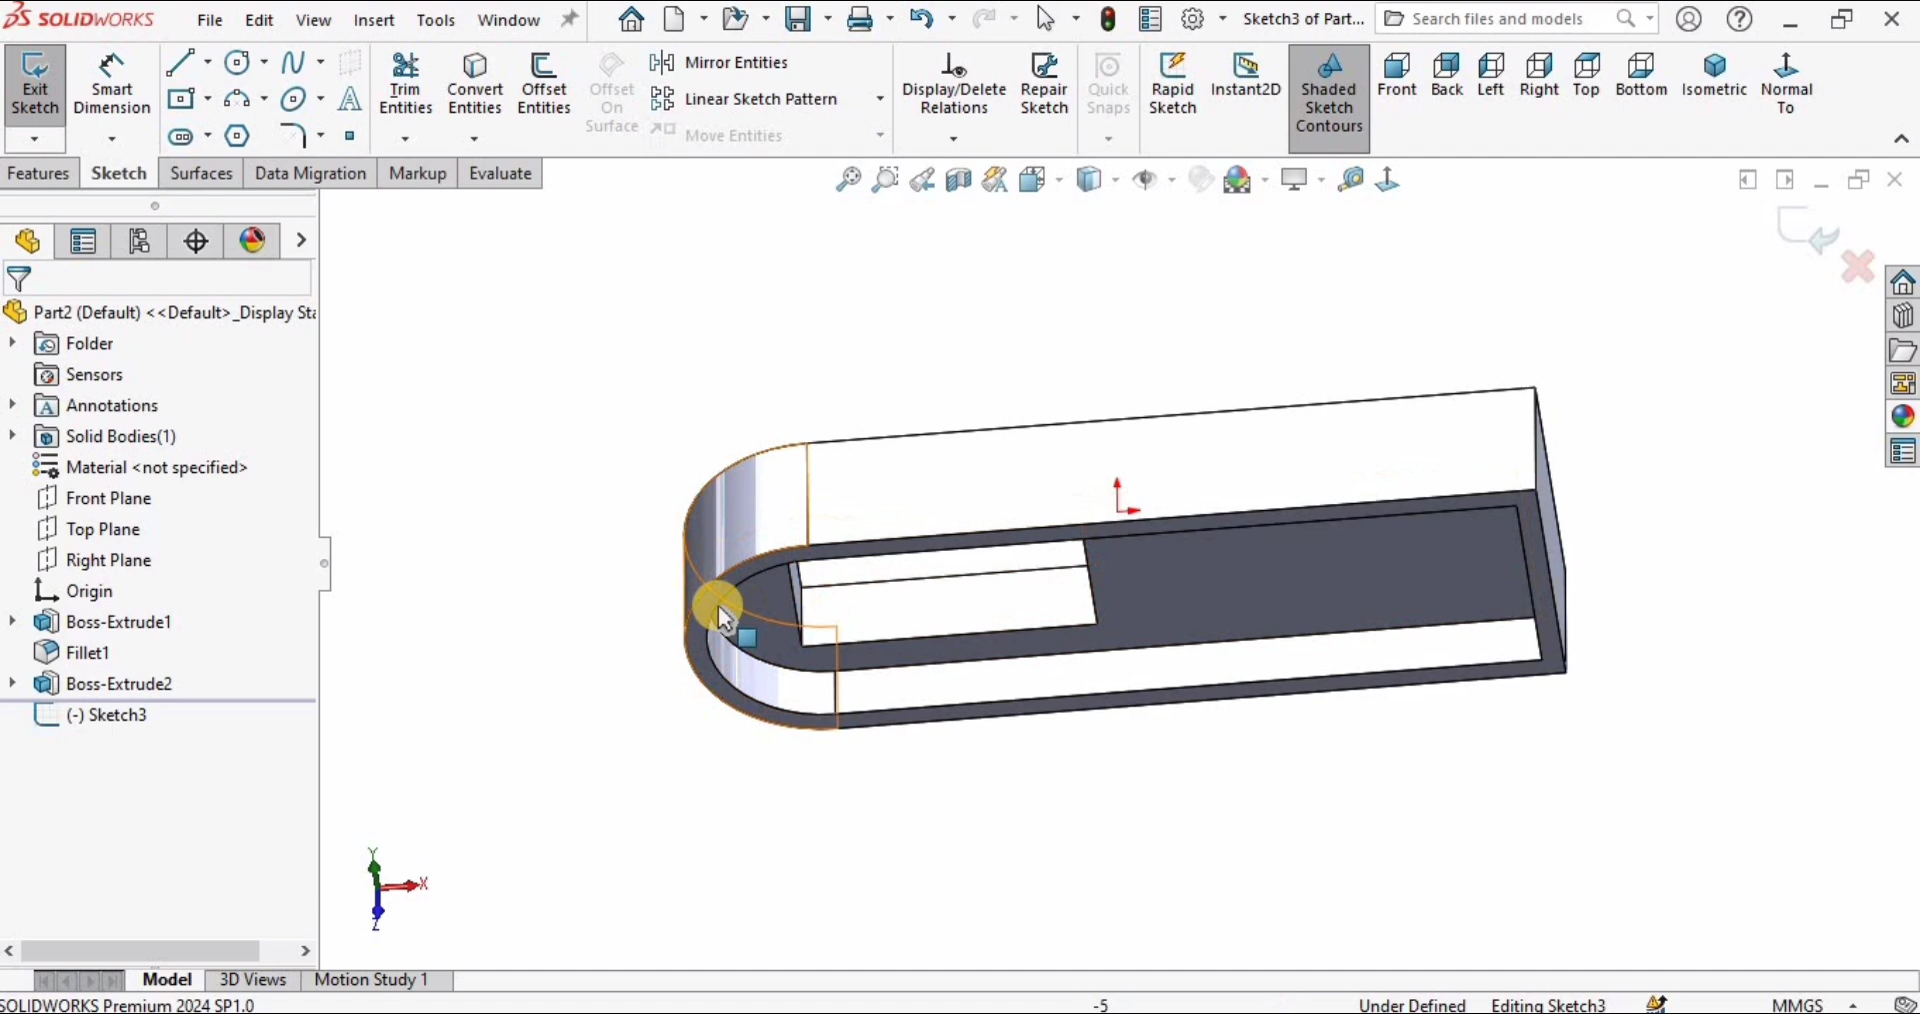 SOLIDWORKS File Edit View Insert Tools Window Sketch3 of Part... Search files and models
Exit Sketch
Smart Dimension
Trim Entities
Convert Entities
Offset Entities
Offset On Surface
Mirror Entities
Linear Sketch Pattern
Move Entities
Display/Delete Relations
Repair Sketch
Quick Snaps
Rapid Sketch
Instant2D
Shaded Sketch Contours
Front Back Left Right Top Bottom Isometric
Normal To
Features Sketch Surfaces Data Migration Markup Evaluate
Part2 (Default) <<Default>_Display Sta
Folder
Sensors
Annotations
Solid Bodies(1)
Material <not specified>
Front Plane
Top Plane
Right Plane
Origin
Boss-Extrude1
Fillet1
Boss-Extrude2
(-) Sketch3
Y
X
Z
Model 3D Views Motion Study 1
SOLIDWORKS Premium 2024 SP1.0 -5 Under Defined Editing Sketch3 MMGS